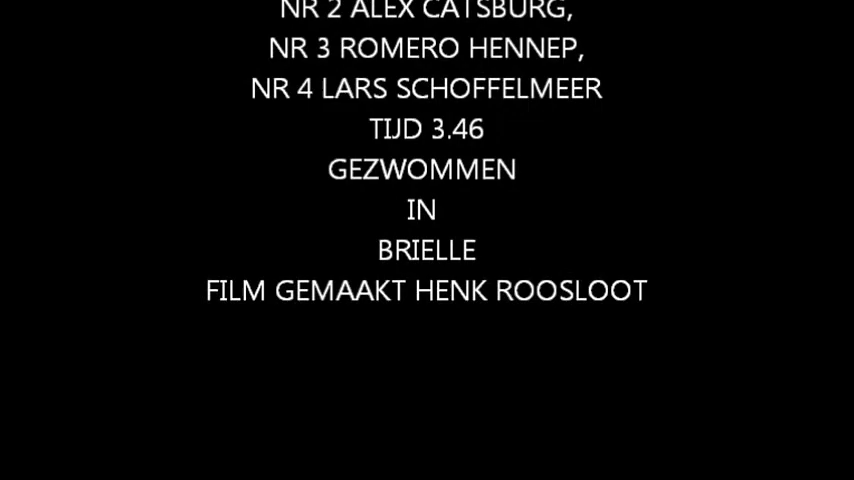 NR 2 ALEX CATSBURG,
NR 3 ROMERO HENNEP,
NR 4 LARS SCHOFFELMEER
TIJD 3.46
GEZWOMMEN
IN
BRIELLE
FILM GEMAAKT HENK ROOSLOOT